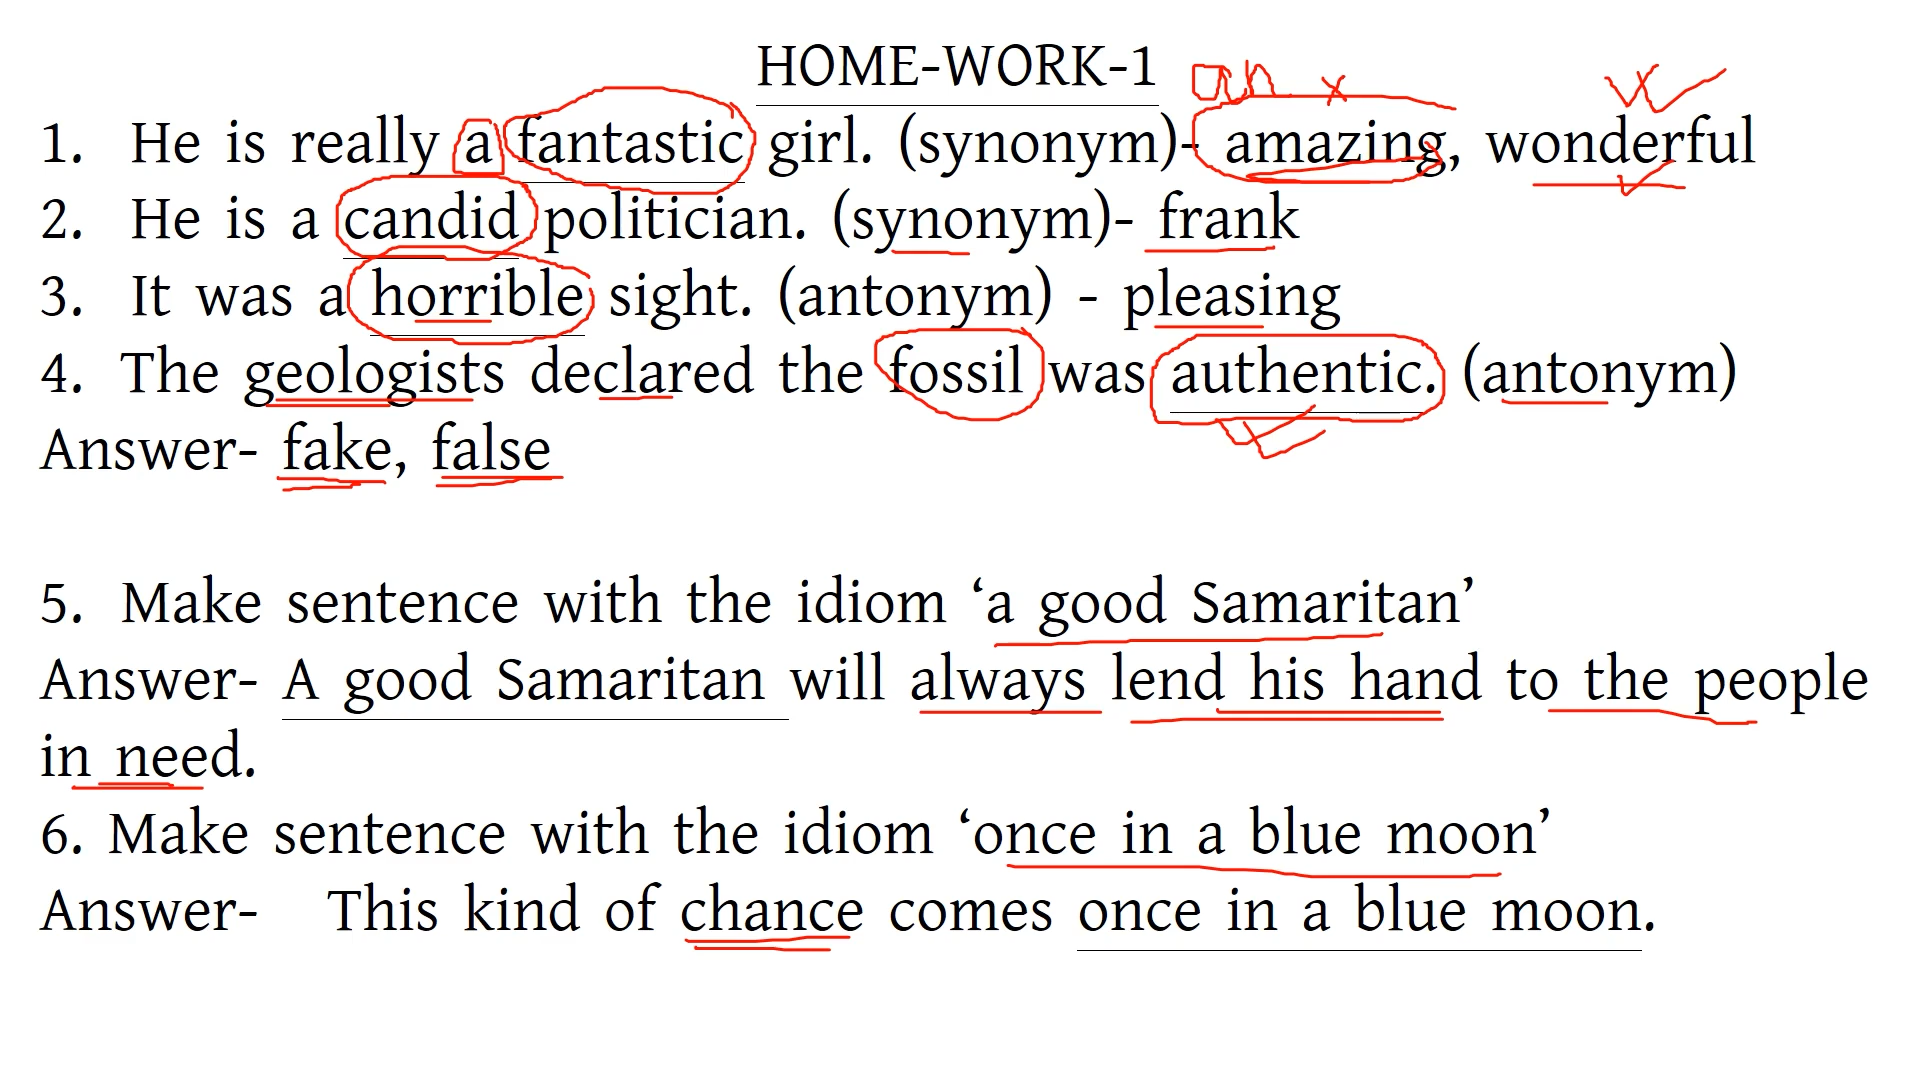 HOME-WORK-1
an x
1. He is really a fantastic girl. (synonym)- amazing, wonderful
2. He is a candid politician. (synonym)- frank
3. It was a horrible sight. (antonym) - pleasing
4. The geologists declared the fossil was authentic. (antonym)
Answer- fake, false
5. Make sentence with the idiom ‘a good Samaritan’
Answer- A good Samaritan will always lend his hand to the people
in need.
6. Make sentence with the idiom ‘once in a blue moon’
Answer- This kind of chance comes once in a blue moon.